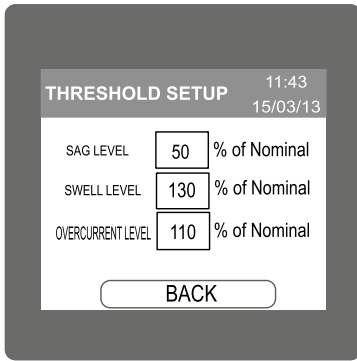 THRESHOLD SETUP 11:43
15/03/13
SAG LEVEL 50 % of Nominal
SWELL LEVEL 130 % of Nominal
OVERCURRENT LEVEL 110 % of Nominal
BACK